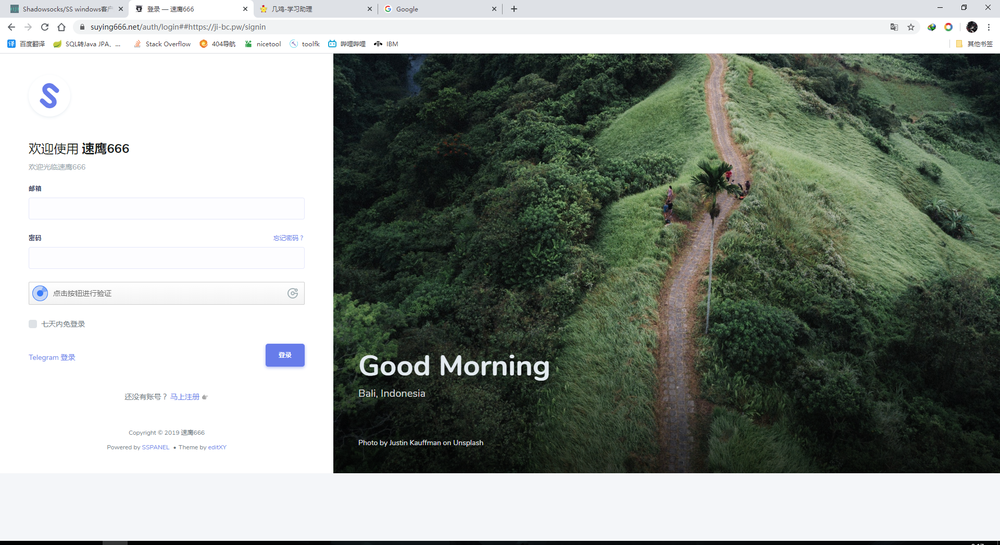 Shadowsocks/SS windows客户
登录 — 速鹰666
几鸡-学习助理
Google
suying666.net/auth/login##https://ji-bc.pw/signin
译 百度翻译
SQL转Java JPA、...
Stack Overflow
404导航
nicetool
toolfk
哔哩哔哩
IBM
其他书签
欢迎使用 速鹰666
欢迎光临速鹰666
邮箱
密码
忘记密码？
点击按钮进行验证
七天内免登录
Telegram 登录
登录
还没有账号？ 马上注册
Copyright © 2019 速鹰666
Powered by SSPANEL • Theme by editXY
Good Morning
Bali, Indonesia
Photo by Justin Kauffman on Unsplash